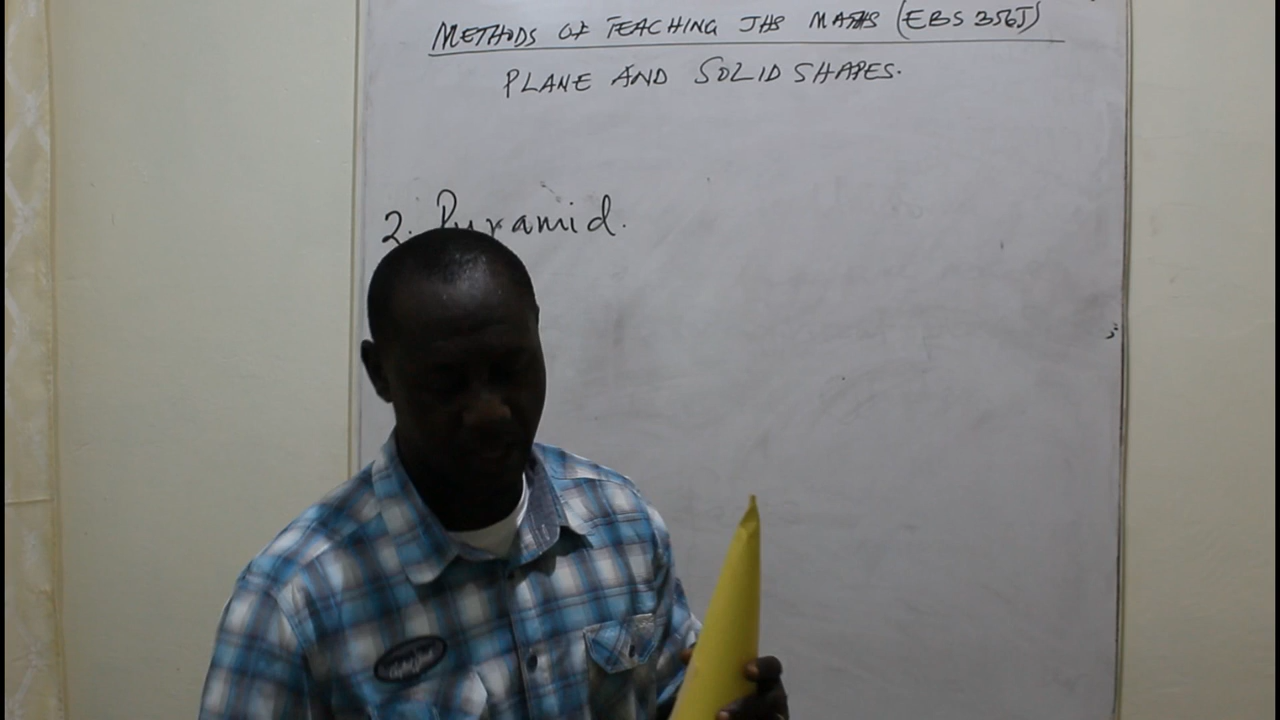 METHODS OF TEACHING JHS MATHS (EBS 356J)
PLANE AND SOLID SHAPES.
2. Pyramid.